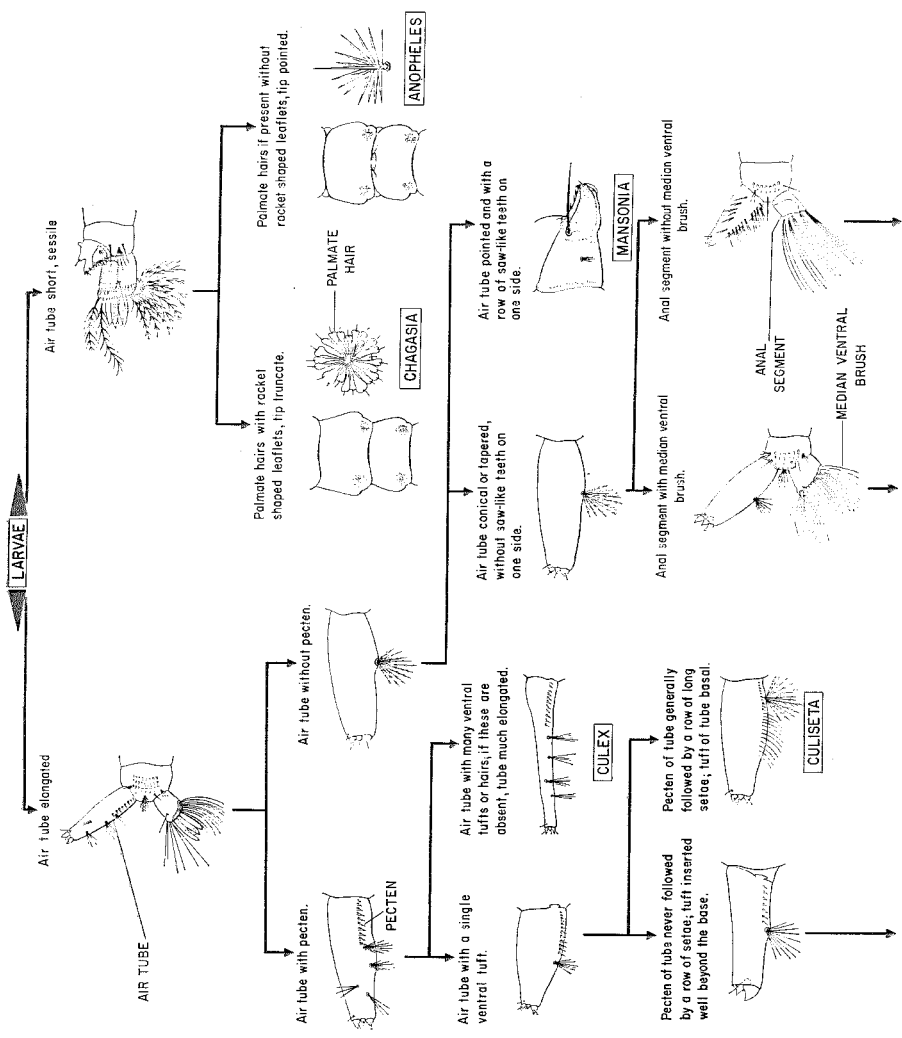 LARVAE
Air tube elongated
AIR TUBE
Air tube short, sessile
Air tube with pecten.
PECTEN
Air tube without pecten.
Palmate hairs with racket
shaped leaflets, tip truncate.
PALMATE
HAIR
CHAGASIA
Palmate hairs if present without
racket shaped leaflets, tip pointed.
ANOPHELES
Air tube with a single
ventral tuft.
Air tube with many ventral
tufts or hairs; if these are
absent, tube much elongated.
CULEX
Air tube conical or tapered,
without saw-like teeth on
one side.
Air tube pointed and with a
row of saw-like teeth on
one side.
MANSONIA
Pecten of tube never followed
by a row of setae; tuft inserted
well beyond the base.
Pecten of tube generally
followed by a row of long
setae; tuft of tube basal.
CULISETA
Anal segment with median ventral
brush.
Anal segment without median ventral
brush.
ANAL
SEGMENT
MEDIAN VENTRAL
BRUSH